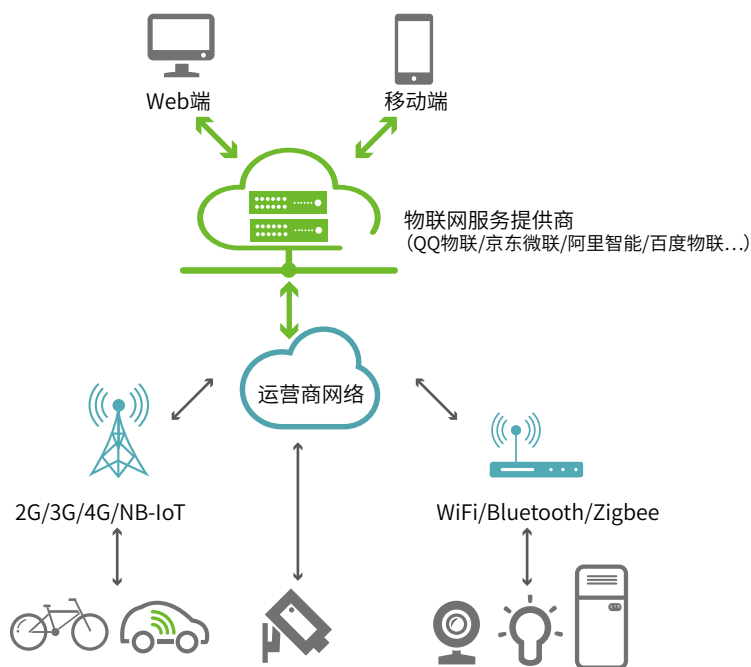 Web端
移动端
物联网服务提供商
(QQ物联/京东微联/阿里智能/百度物联…)
运营商网络
2G/3G/4G/NB-IoT
WiFi/Bluetooth/Zigbee